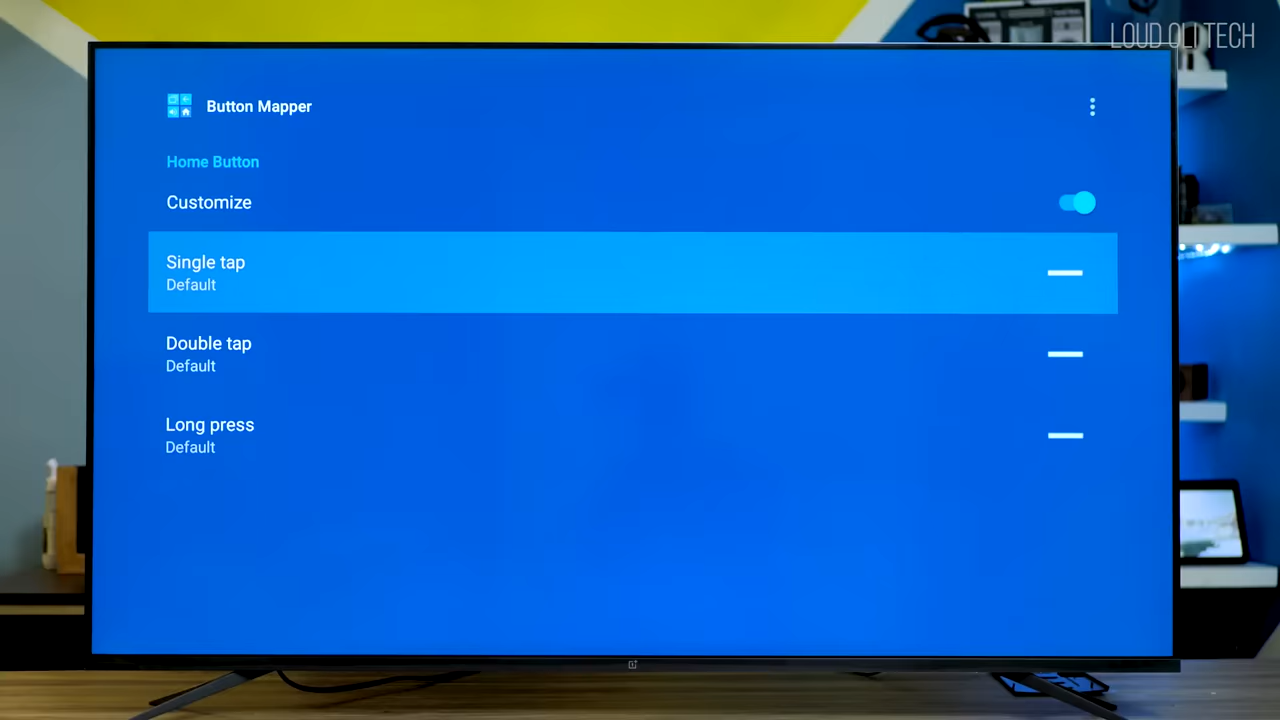 LOUD OLI TECH
Button Mapper
Home Button
Customize
Single tap
Default
Double tap
Default
Long press
Default